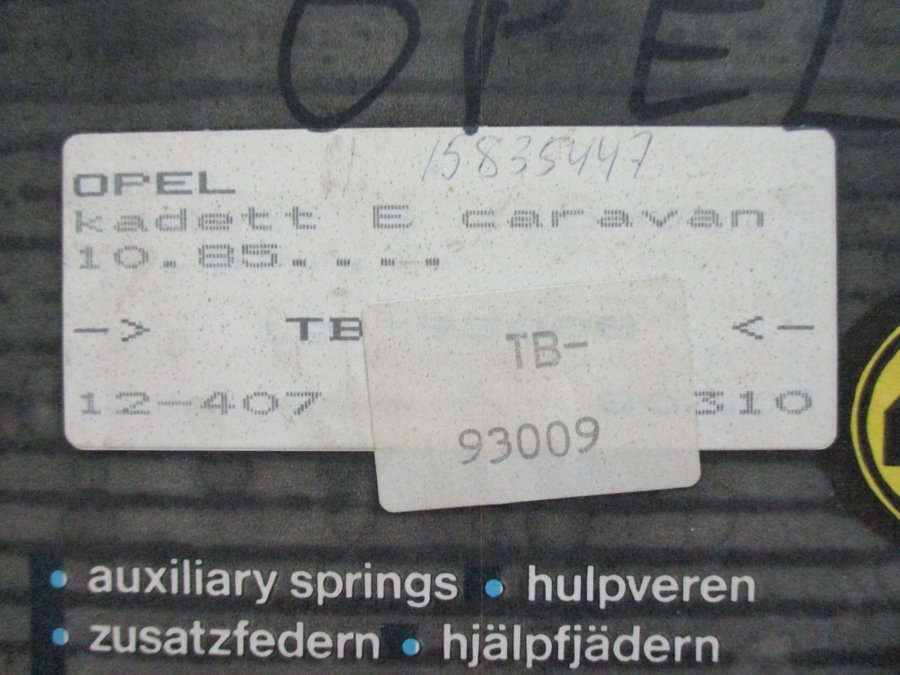 OPEL
15835447
OPEL
kadett E caravan
10.85....,
-> TB <-
TB-
12-407 310
93009
• auxiliary springs • hulpveren
• zusatzfedern • hjälpfjädern